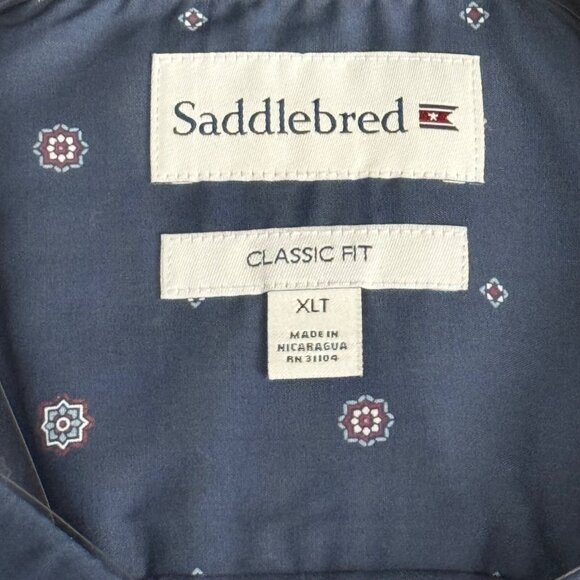 Saddlebred
CLASSIC FIT
XLT
MADE IN
NICARAGUA
RN 31104